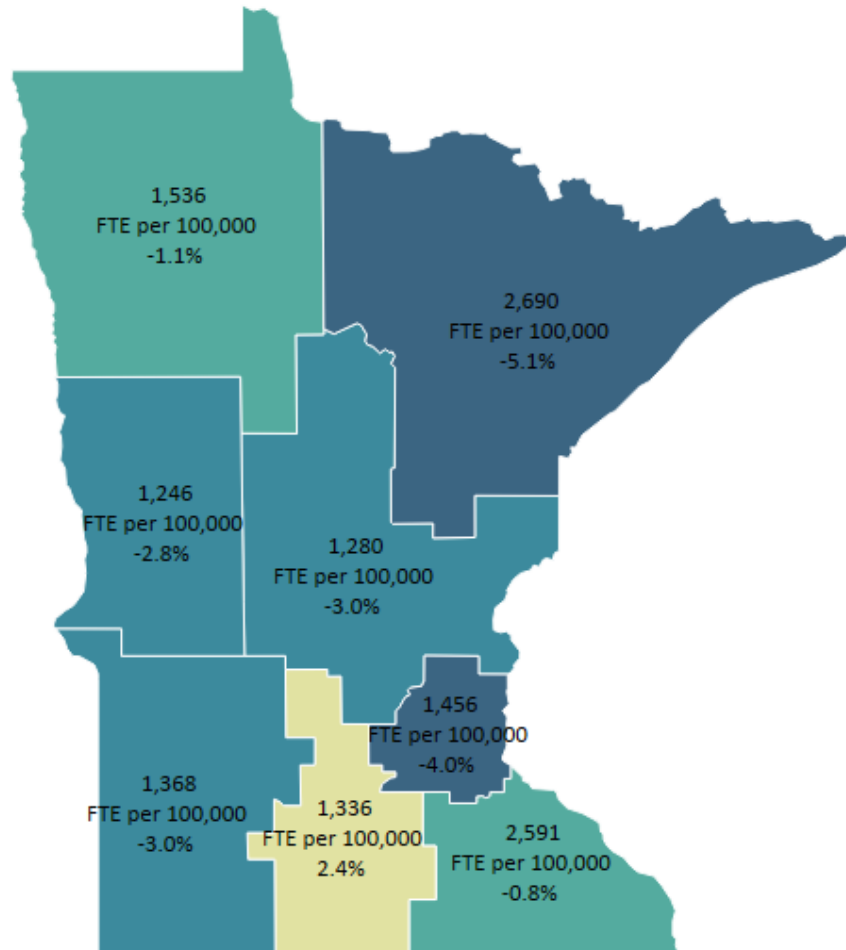 1,536
FTE per 100,000
-1.1%
2,690
FTE per 100,000
-5.1%
1,246
FTE per 100,000
-2.8%
1,280
FTE per 100,000
-3.0%
1,456
FTE per 100,000
-4.0%
1,368
FTE per 100,000
-3.0%
1,336
FTE per 100,000
2.4%
2,591
FTE per 100,000
-0.8%